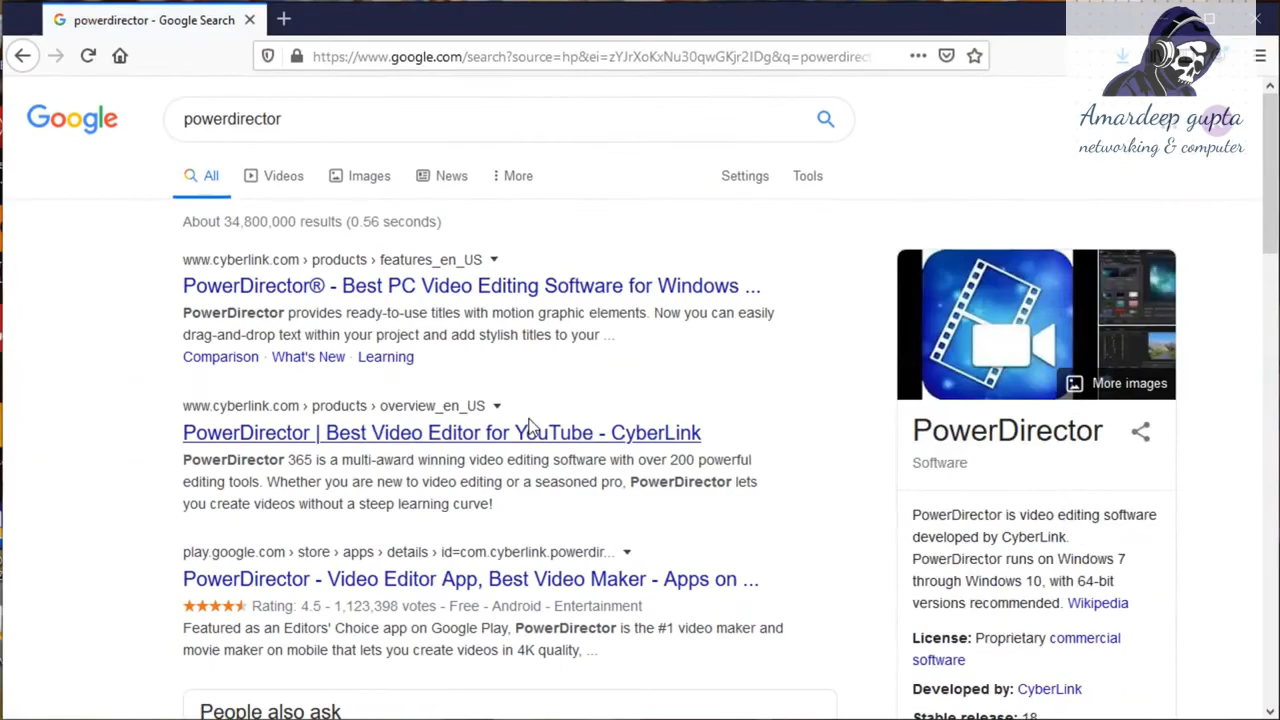 powerdirector - Google Search
https://www.google.com/search?source=hp&ei=zYJrXoKxNu30qwGKjr2IDg&q=powerdirec
Amardeep gupta
networking & computer
Google
powerdirector
All
Videos
Images
News
More
Settings
Tools
About 34,800,000 results (0.56 seconds)
www.cyberlink.com › products › features_en_US
PowerDirector® - Best PC Video Editing Software for Windows ...
PowerDirector provides ready-to-use titles with motion graphic elements. Now you can easily
drag-and-drop text within your project and add stylish titles to your ...
Comparison · What's New · Learning
www.cyberlink.com › products › overview_en_US
PowerDirector | Best Video Editor for YouTube - CyberLink
PowerDirector 365 is a multi-award winning video editing software with over 200 powerful
editing tools. Whether you are new to video editing or a seasoned pro, PowerDirector lets
you create videos without a steep learning curve!
play.google.com › store › apps › details › id=com.cyberlink.powerdir...
PowerDirector - Video Editor App, Best Video Maker - Apps on ...
Rating: 4.5 - 1,123,398 votes - Free - Android - Entertainment
Featured as an Editors' Choice app on Google Play, PowerDirector is the #1 video maker and
movie maker on mobile that lets you create videos in 4K quality, ...
People also ask
More images
PowerDirector
Software
PowerDirector is video editing software
developed by CyberLink.
PowerDirector runs on Windows 7
through Windows 10, with 64-bit
versions recommended. Wikipedia
License: Proprietary commercial
software
Developed by: CyberLink
Stable release: 18